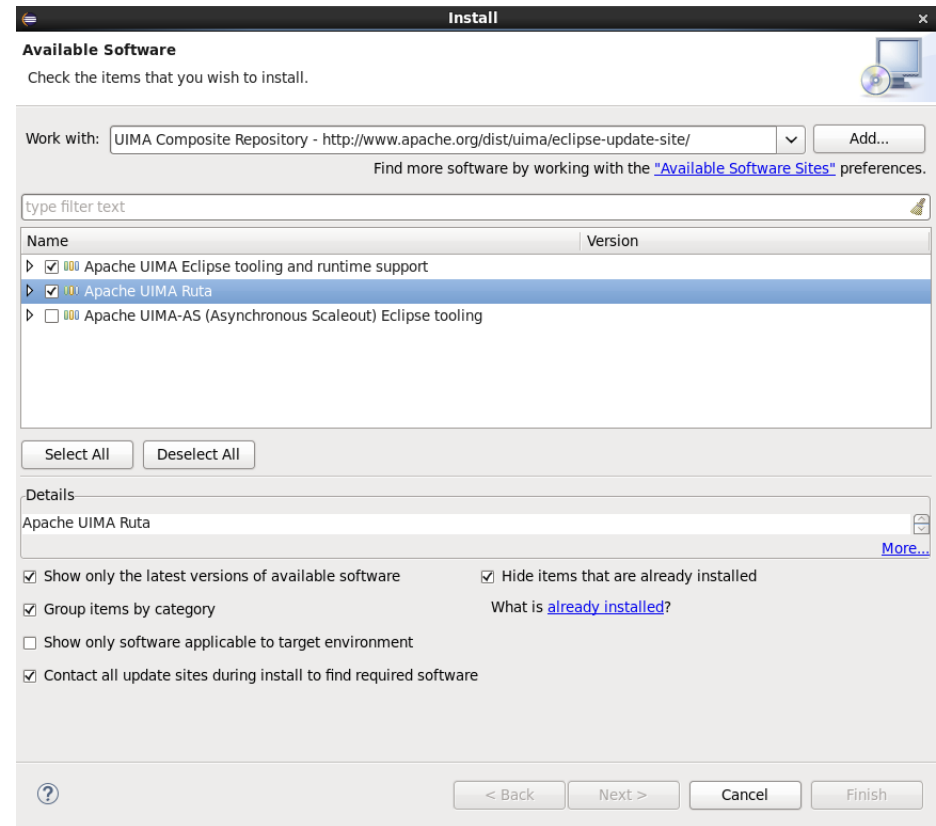 Install
Available Software
Check the items that you wish to install.
Work with: UIMA Composite Repository - http://www.apache.org/dist/uima/eclipse-update-site/ Add...
Find more software by working with the "Available Software Sites" preferences.
type filter text
Name Version
Apache UIMA Eclipse tooling and runtime support
Apache UIMA Ruta
Apache UIMA-AS (Asynchronous Scaleout) Eclipse tooling
Select All Deselect All
Details
Apache UIMA Ruta
More...
Show only the latest versions of available software Hide items that are already installed
Group items by category What is already installed?
Show only software applicable to target environment
Contact all update sites during install to find required software
? < Back Next > Cancel Finish